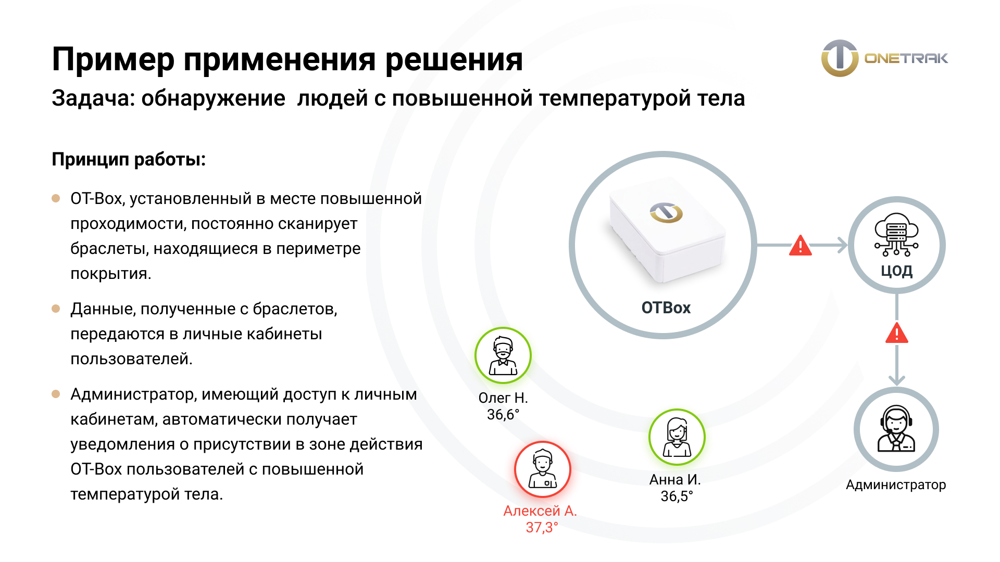 Пример применения решения
ONETRAK
Задача: обнаружение  людей с повышенной температурой тела
Принцип работы:
OT-Box, установленный в месте повышенной
проходимости, постоянно сканирует
браслеты, находящиеся в периметре
покрытия.
Данные, полученные с браслетов,
передаются в личные кабинеты
пользователей.
Администратор, имеющий доступ к личным
кабинетам, автоматически получает
уведомления о присутствии в зоне действия
OT-Box пользователей с повышенной
температурой тела.
OTBox
ЦОД
Олег Н.
36,6°
Алексей А.
37,3°
Анна И.
36,5°
Администратор